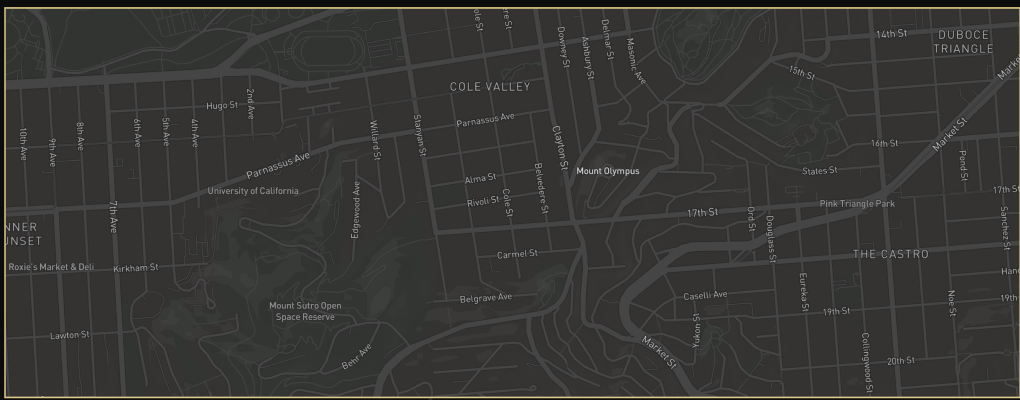 14th St
DUBOCE
TRIANGLE
Downey St
Ashbury St
Delmar St
Masonic Ave
15th St
COLE VALLEY
Hugo St
2nd Ave
10th Ave
9th Ave
8th Ave
6th Ave
5th Ave
4th Ave
Willard St
Stanyan St
Parnassus Ave
Clayton St
Market St
16th St
Pond St
Parnassus Ave
Mount Olympus
States St
Alma St
Belvedere St
University of California
Edgewood Ave
17th St
Rivoli St
Cole St
Pink Triangle Park
7th Ave
17th St
Ord St
Douglass St
Sanchez St
NNER
UNSET
Carmel St
THE CASTRO
Roxie's Market & Deli
Kirkham St
Belgrave Ave
Caselli Ave
Eureka St
Noe St
19th
Mount Sutro Open
Space Reserve
19th St
Yukon St
Lawton St
Behr Ave
Market St
Collingwood St
20th St